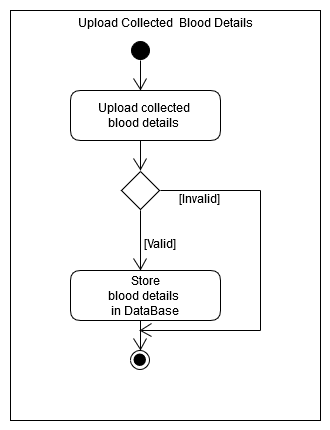 Upload Collected  Blood Details
Upload collected
blood details
[Invalid]
[Valid]
Store
blood details
in DataBase